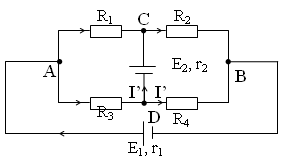 C
R₁ R₂
A E₂, r₂ B
I' I'
R₃ D R₄
E₁, r₁